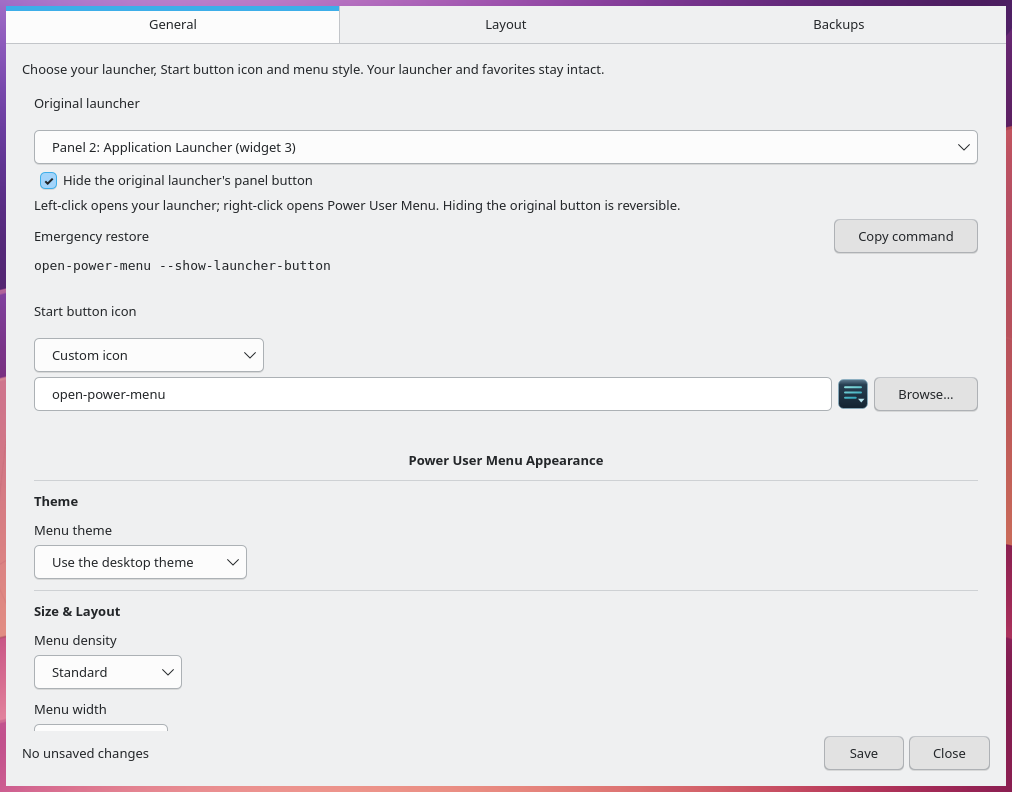 General
Layout
Backups
Choose your launcher, Start button icon and menu style. Your launcher and favorites stay intact.
Original launcher
Panel 2: Application Launcher (widget 3)
Hide the original launcher's panel button
Left-click opens your launcher; right-click opens Power User Menu. Hiding the original button is reversible.
Emergency restore
Copy command
open-power-menu --show-launcher-button
Start button icon
Custom icon
open-power-menu
Browse...
Power User Menu Appearance
Theme
Menu theme
Use the desktop theme
Size & Layout
Menu density
Standard
Menu width
No unsaved changes
Save
Close